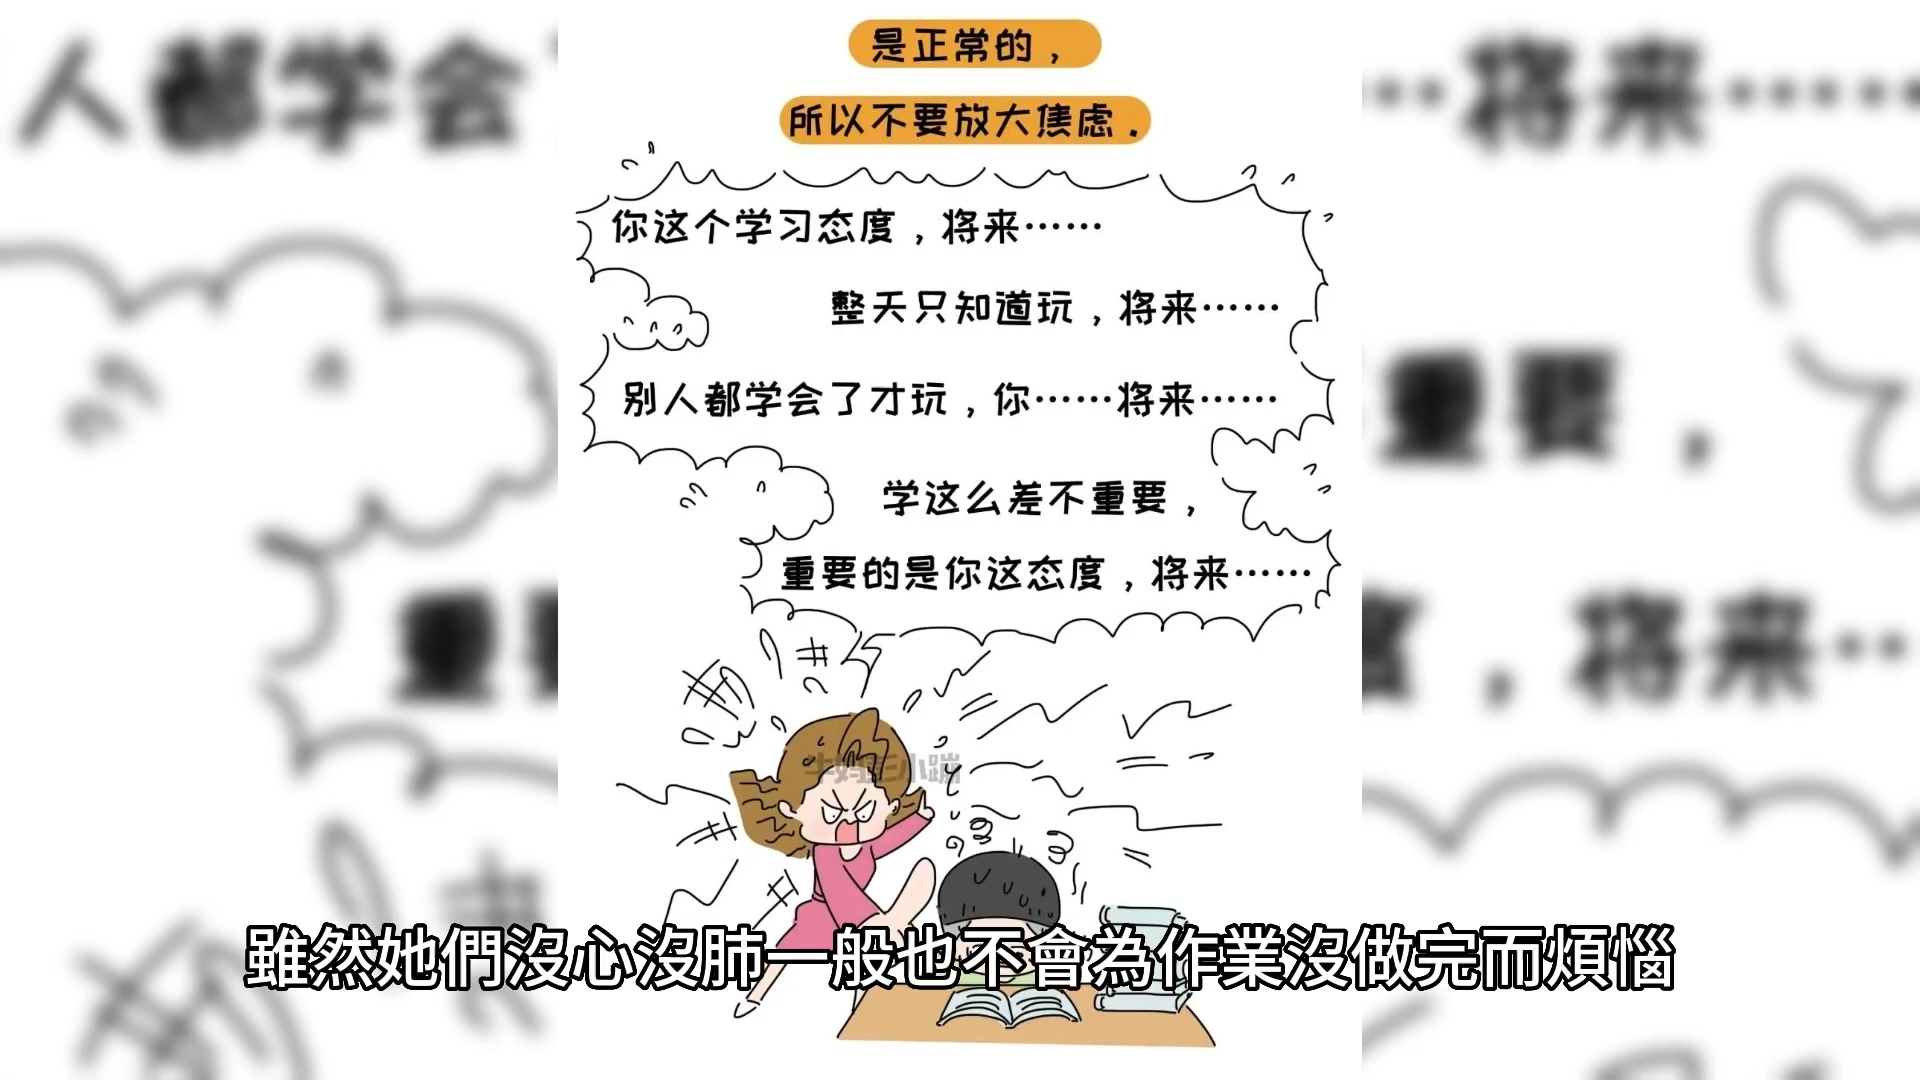 是正常的，
所以不要放大焦虑.
你这个学习态度，将来……
整天只知道玩，将来……
别人都学会了才玩，你……将来……
学这么差不重要，
重要的是你这态度，将来……
雖然她們沒心沒肺一般也不會為作業沒做完而煩惱